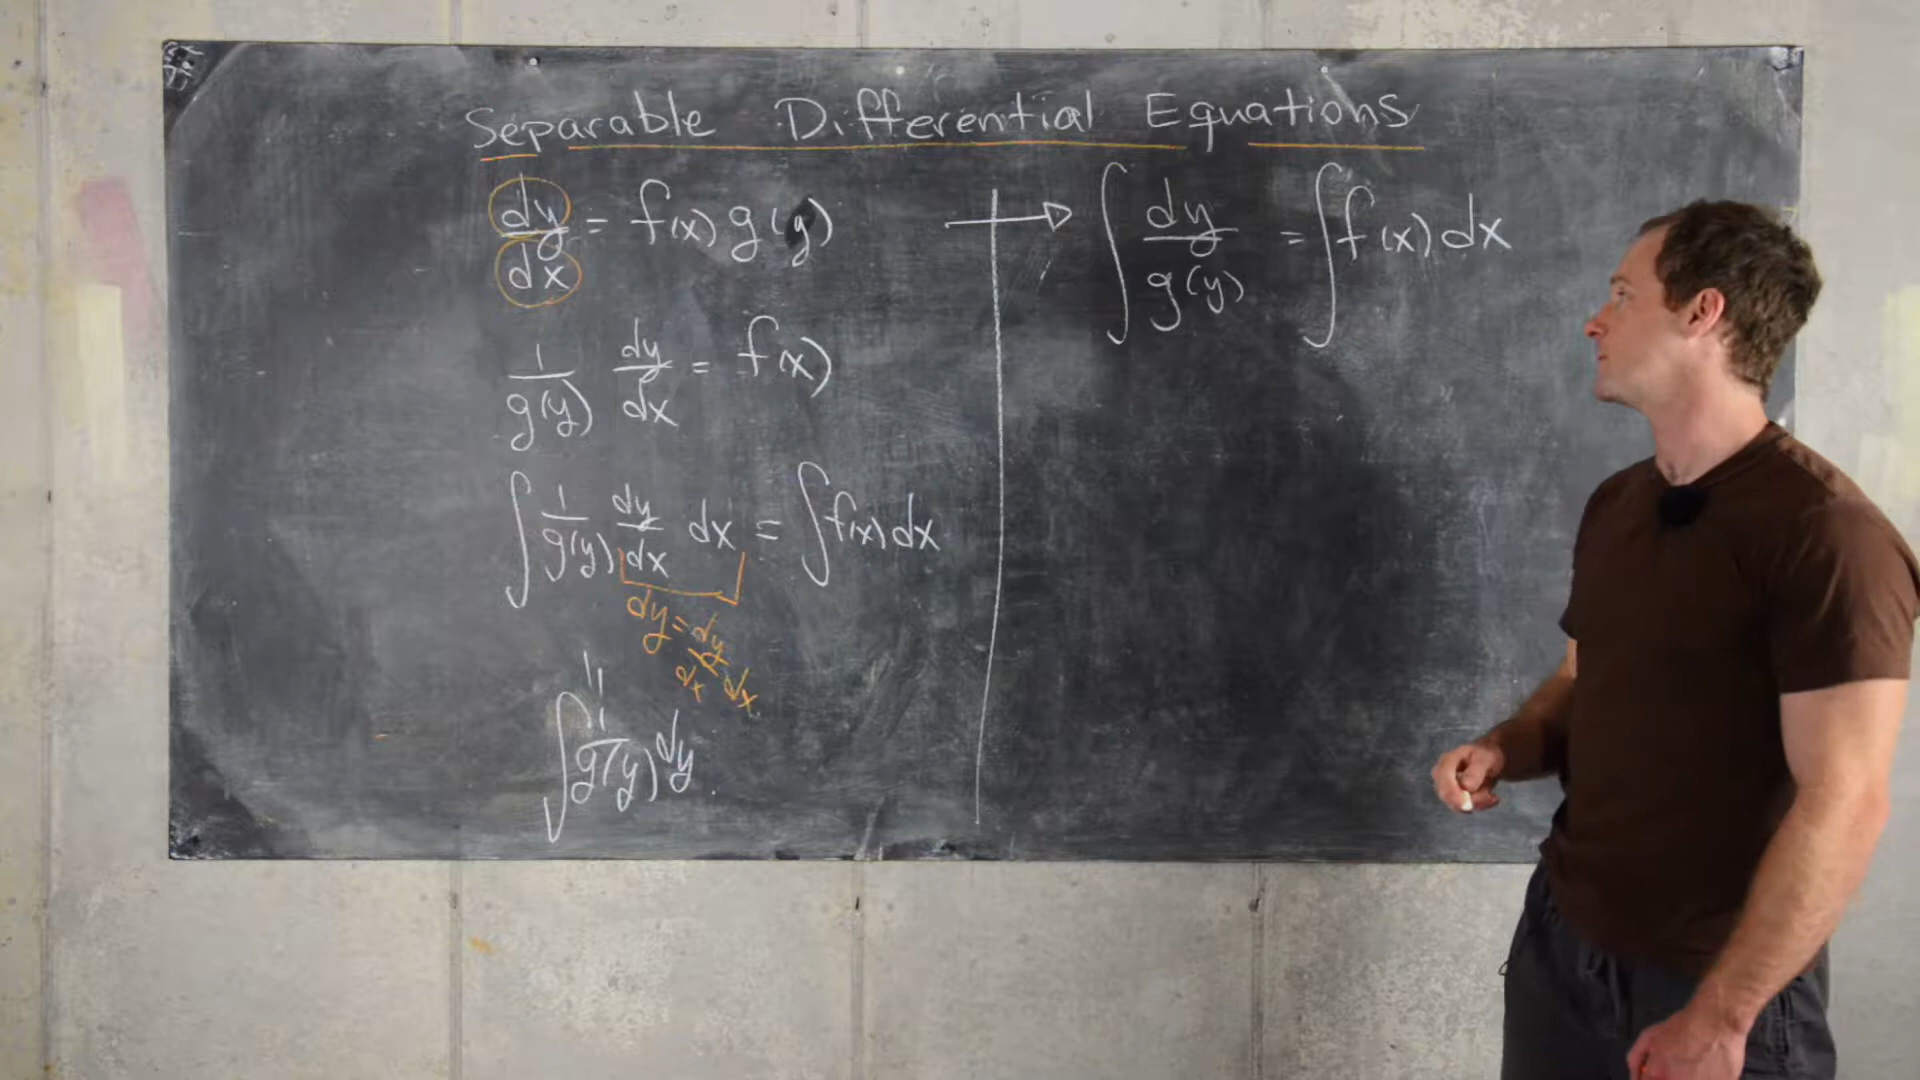 Separable Differential Equations
dy/dx = f(x) g(y)
1/g(y) dy/dx = f(x)
∫ 1/g(y) dy/dx dx = ∫ f(x) dx
dy = dy/dx dx
∫ 1/g(y) dy
∫ dy/g(y) = ∫ f(x) dx